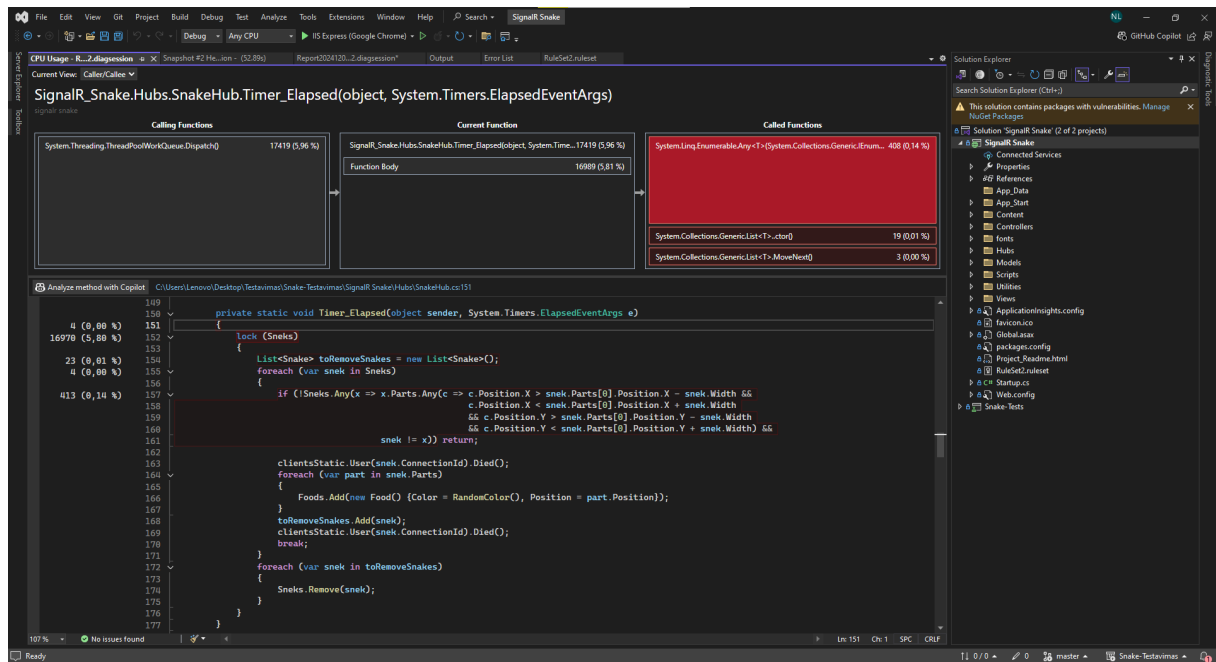 File Edit View Git Project Build Debug Test Analyze Tools Extensions Window Help Search SignalR Snake NL
Debug Any CPU IIS Express (Google Chrome) GitHub Copilot
CPU Usage - R...2.diagsession Snapshot #2 He...ion - (52.89s) Report2024120...2.diagsession* Output Error List RuleSet2.ruleset
Server Explorer
Toolbox
Current View: Caller/Callee
SignalR_Snake.Hubs.SnakeHub.Timer_Elapsed(object, System.Timers.ElapsedEventArgs)
signalr snake
Calling Functions Current Function Called Functions
System.Threading.ThreadPoolWorkQueue.Dispatch() 17419 (5,96 %)
SignalR_Snake.Hubs.SnakeHub.Timer_Elapsed(object, System.Time... 17419 (5,96 %)
Function Body 16989 (5,81 %)
System.Linq.Enumerable.Any<T>(System.Collections.Generic.IEnum... 408 (0,14 %)
System.Collections.Generic.List<T>..ctor() 19 (0,01 %)
System.Collections.Generic.List<T>.MoveNext() 3 (0,00 %)
Analyze method with Copilot C:\Users\Lenovo\Desktop\Testavimas\Snake-Testavimas\SignalR Snake\Hubs\SnakeHub.cs:151
149
150 private static void Timer_Elapsed(object sender, System.Timers.ElapsedEventArgs e)
4 (0,00 %) 151 {
16970 (5,80 %) 152 lock (Sneks)
153 {
23 (0,01 %) 154 List<Snake> toRemoveSnakes = new List<Snake>();
4 (0,00 %) 155 foreach (var snek in Sneks)
156 {
413 (0,14 %) 157 if (!Sneks.Any(x => x.Parts.Any(c => c.Position.X > snek.Parts[0].Position.X - snek.Width &&
158 c.Position.X < snek.Parts[0].Position.X + snek.Width
159 && c.Position.Y > snek.Parts[0].Position.Y - snek.Width
160 && c.Position.Y < snek.Parts[0].Position.Y + snek.Width) &&
161 snek != x)) return;
162
163 clientsStatic.User(snek.ConnectionId).Died();
164 foreach (var part in snek.Parts)
165 {
166 Foods.Add(new Food() {Color = RandomColor(), Position = part.Position});
167 }
168 toRemoveSnakes.Add(snek);
169 clientsStatic.User(snek.ConnectionId).Died();
170 break;
171 }
172 foreach (var snek in toRemoveSnakes)
173 {
174 Sneks.Remove(snek);
175 }
176 }
177 }
107 % No issues found Ln: 151 Ch: 1 SPC CRLF
Solution Explorer
Search Solution Explorer (Ctrl+;)
This solution contains packages with vulnerabilities. Manage
NuGet Packages
Solution 'SignalR Snake' (2 of 2 projects)
SignalR Snake
Connected Services
Properties
References
App_Data
App_Start
Content
Controllers
fonts
Hubs
Models
Scripts
Utilities
Views
ApplicationInsights.config
favicon.ico
Global.asax
packages.config
Project_Readme.html
RuleSet2.ruleset
C# Startup.cs
Web.config
Snake-Tests
Diagnostic Tools
Ready 0 / 0 0 master Snake-Testavimas